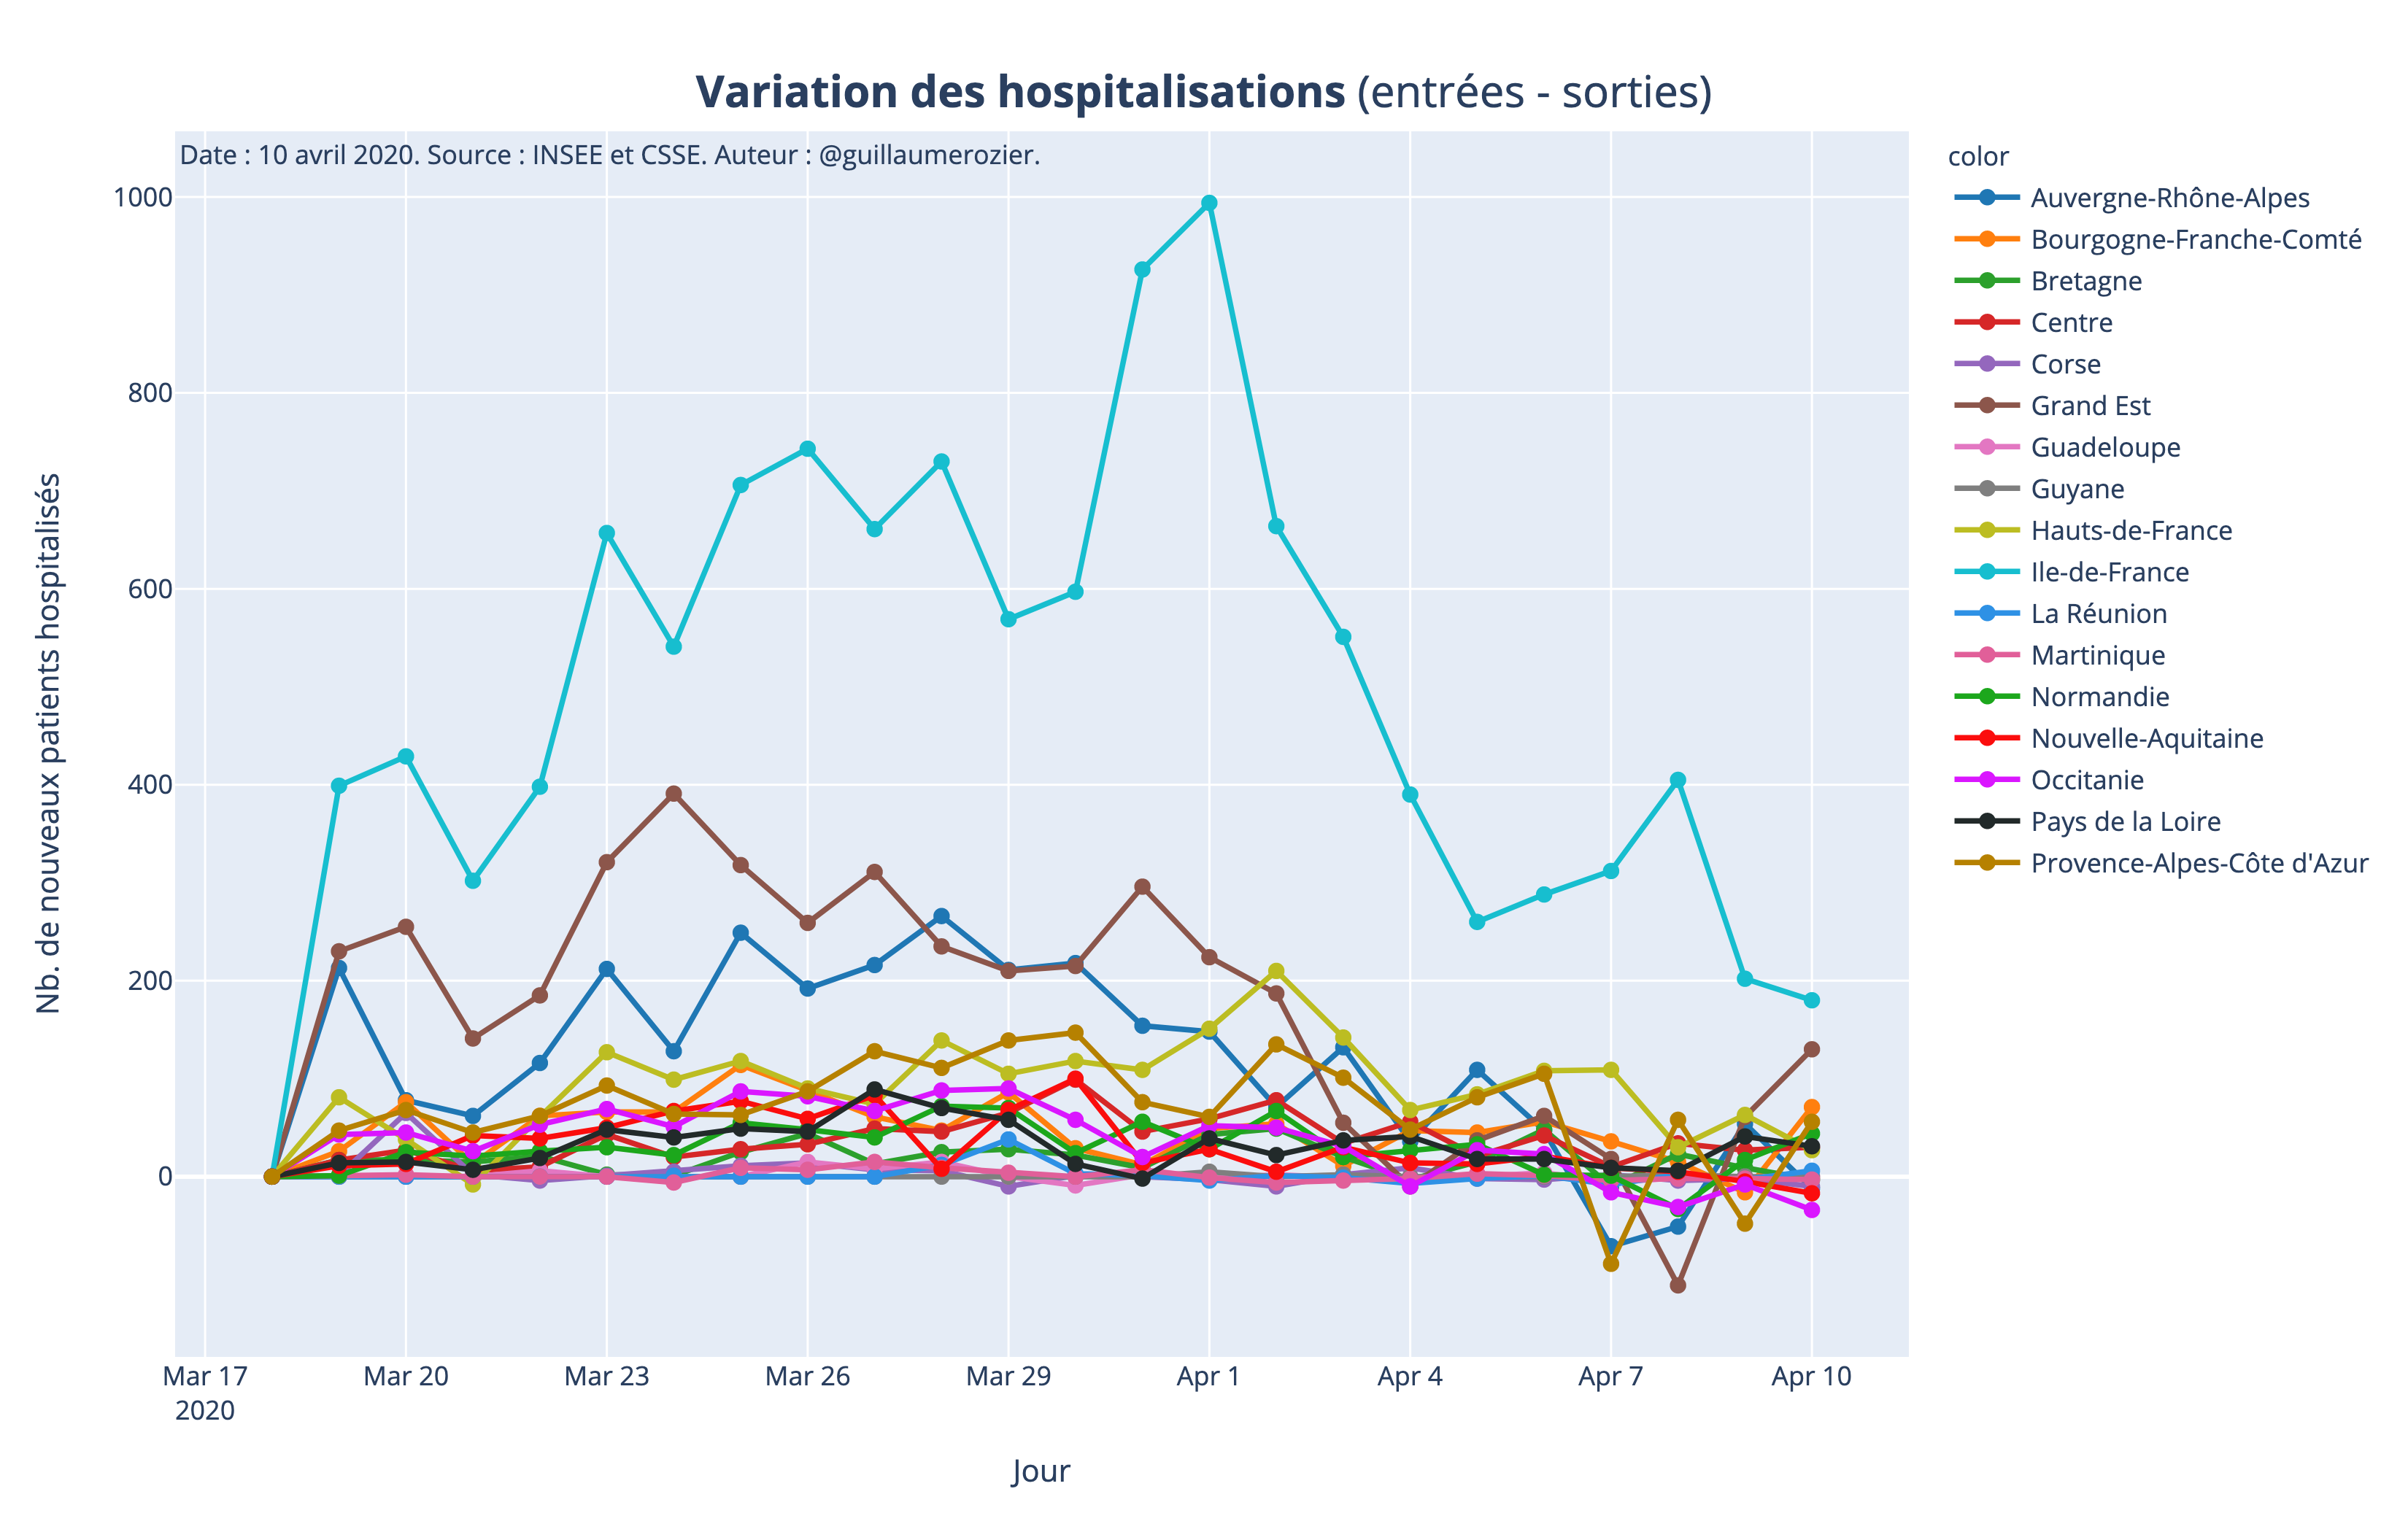 Variation des hospitalisations (entrées - sorties)
Date : 10 avril 2020. Source : INSEE et CSSE. Auteur : @guillaumerozier.
Nb. de nouveaux patients hospitalisés
1000
800
600
400
200
0
Mar 17
2020
Mar 20
Mar 23
Mar 26
Mar 29
Apr 1
Apr 4
Apr 7
Apr 10
Jour
color
Auvergne-Rhône-Alpes
Bourgogne-Franche-Comté
Bretagne
Centre
Corse
Grand Est
Guadeloupe
Guyane
Hauts-de-France
Ile-de-France
La Réunion
Martinique
Normandie
Nouvelle-Aquitaine
Occitanie
Pays de la Loire
Provence-Alpes-Côte d'Azur